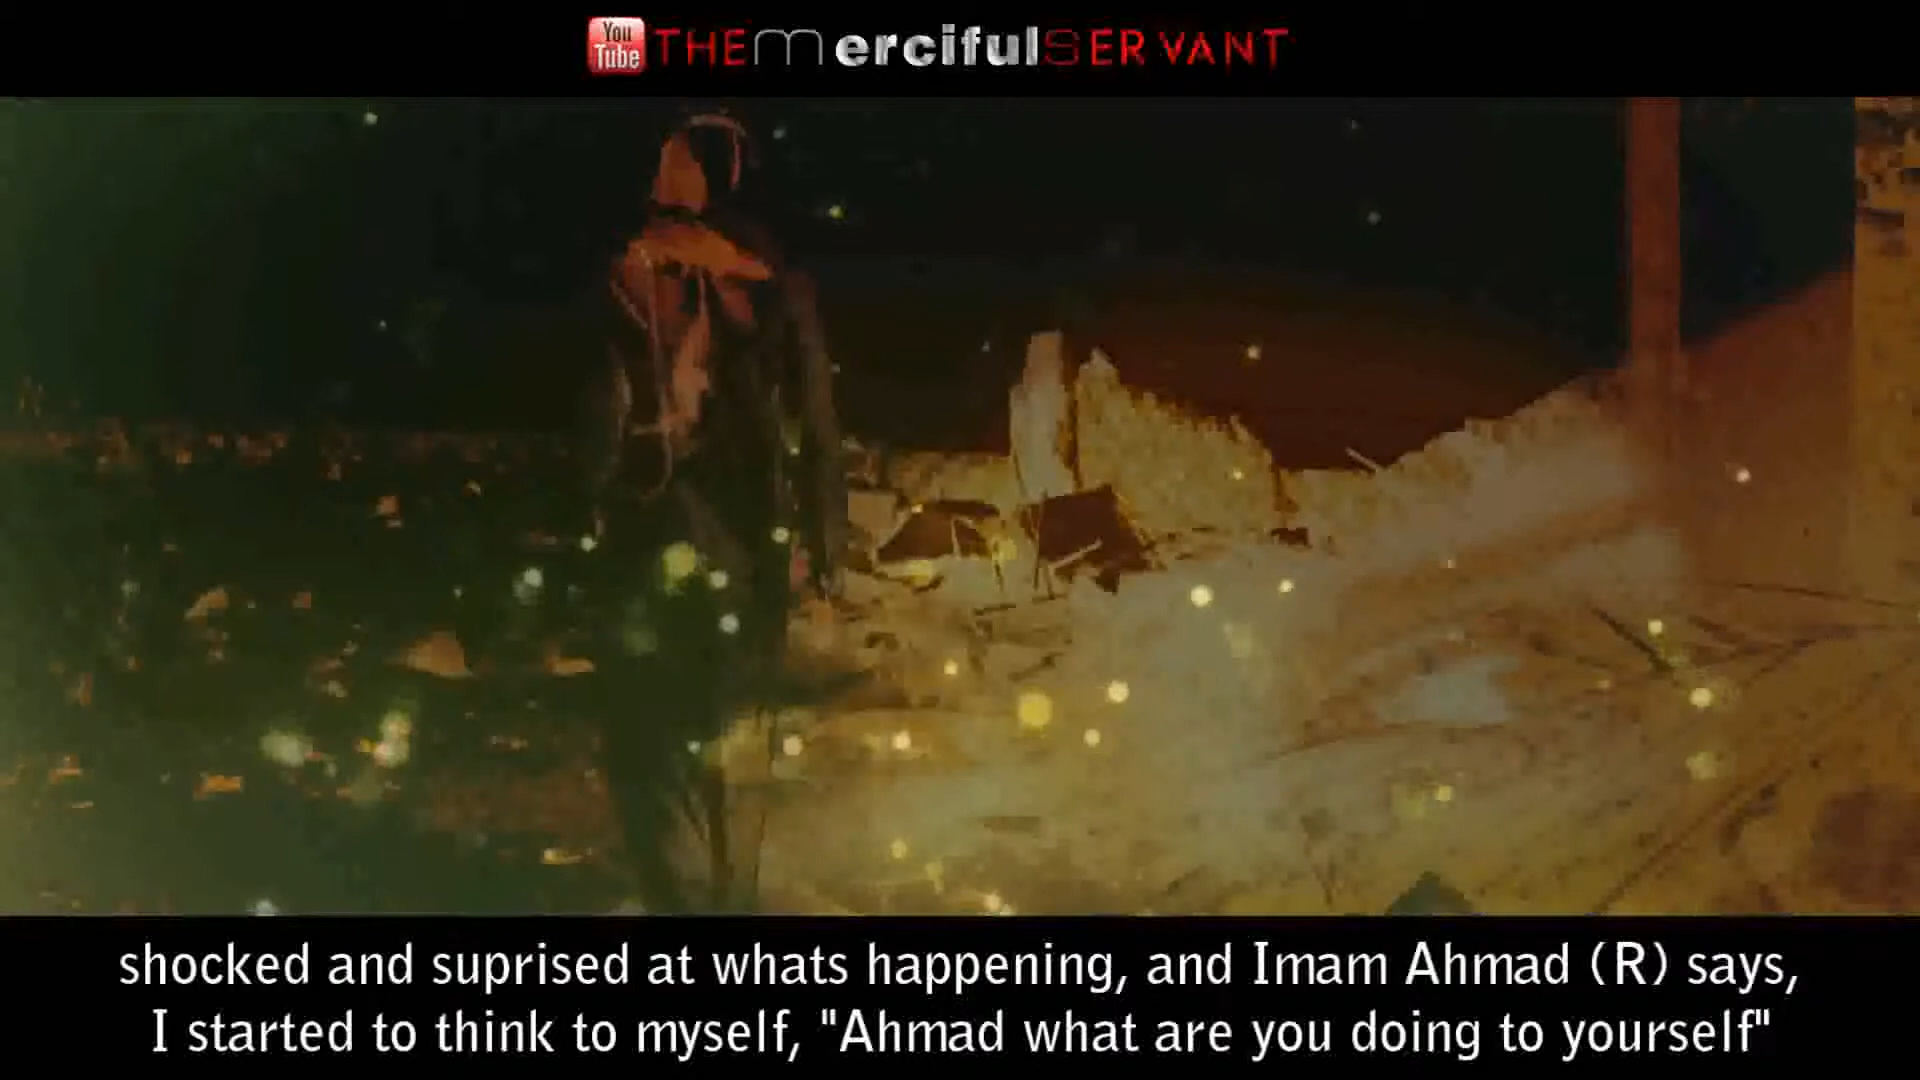 You Tube THEmercifulSERVANT
shocked and suprised at whats happening, and Imam Ahmad (R) says,
I started to think to myself, "Ahmad what are you doing to yourself"